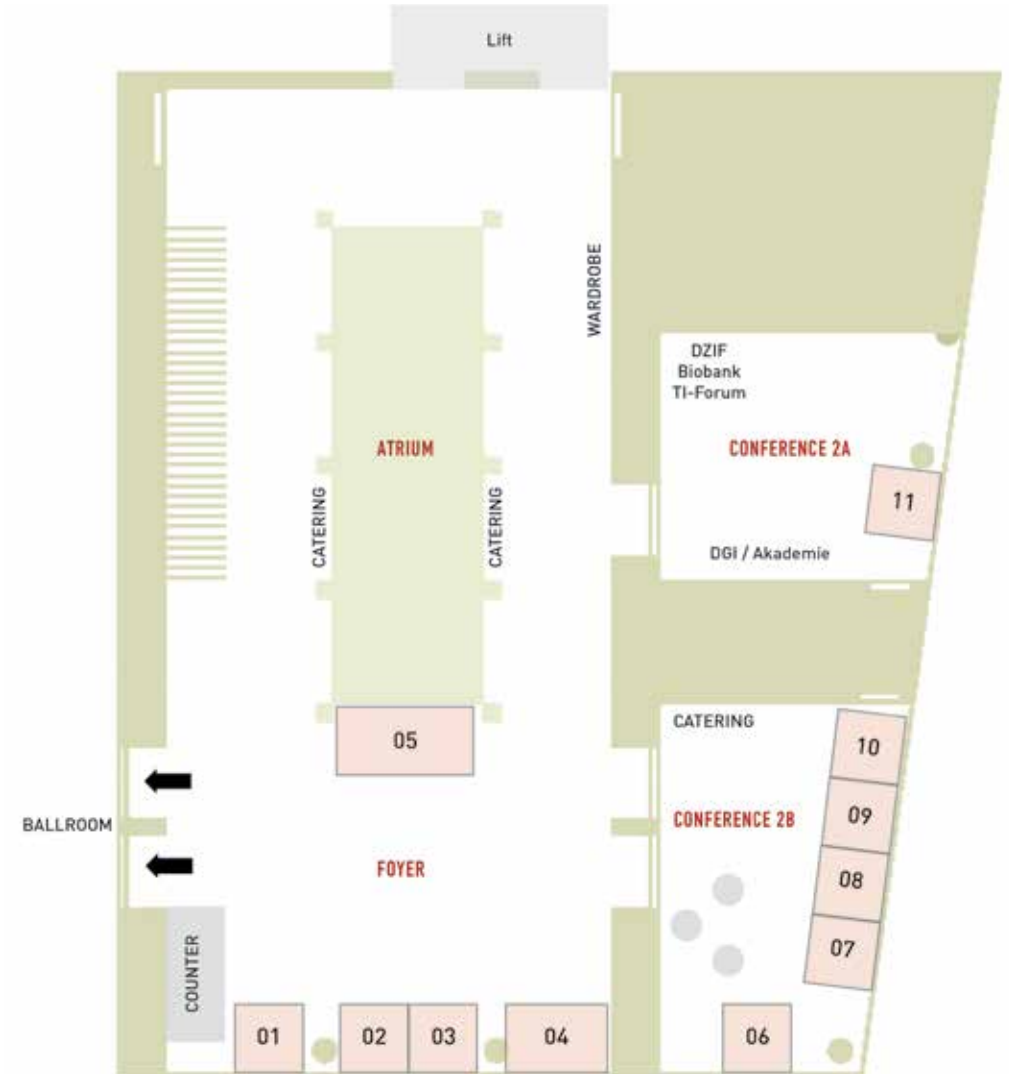 Lift
WARDROBE
DZIF
Biobank
TI-Forum
ATRIUM
CONFERENCE 2A
11
CATERING
CATERING
DGI / Akademie
05
CATERING
10
BALLROOM
CONFERENCE 2B
09
FOYER
08
COUNTER
07
01
02
03
04
06